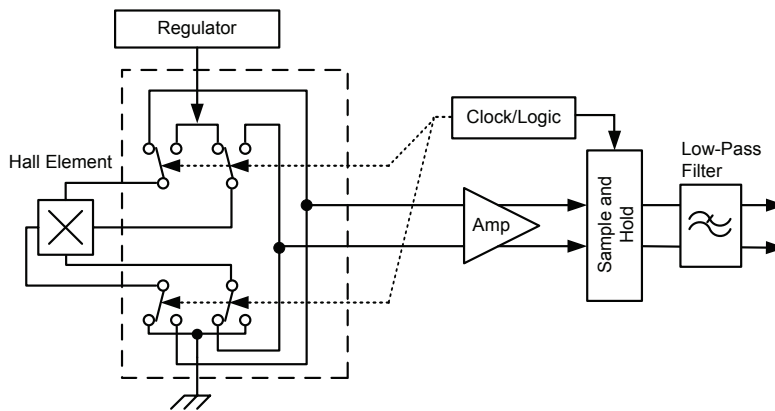 Regulator
Clock/Logic
Hall Element
Low-Pass
Filter
Amp
Sample and
Hold